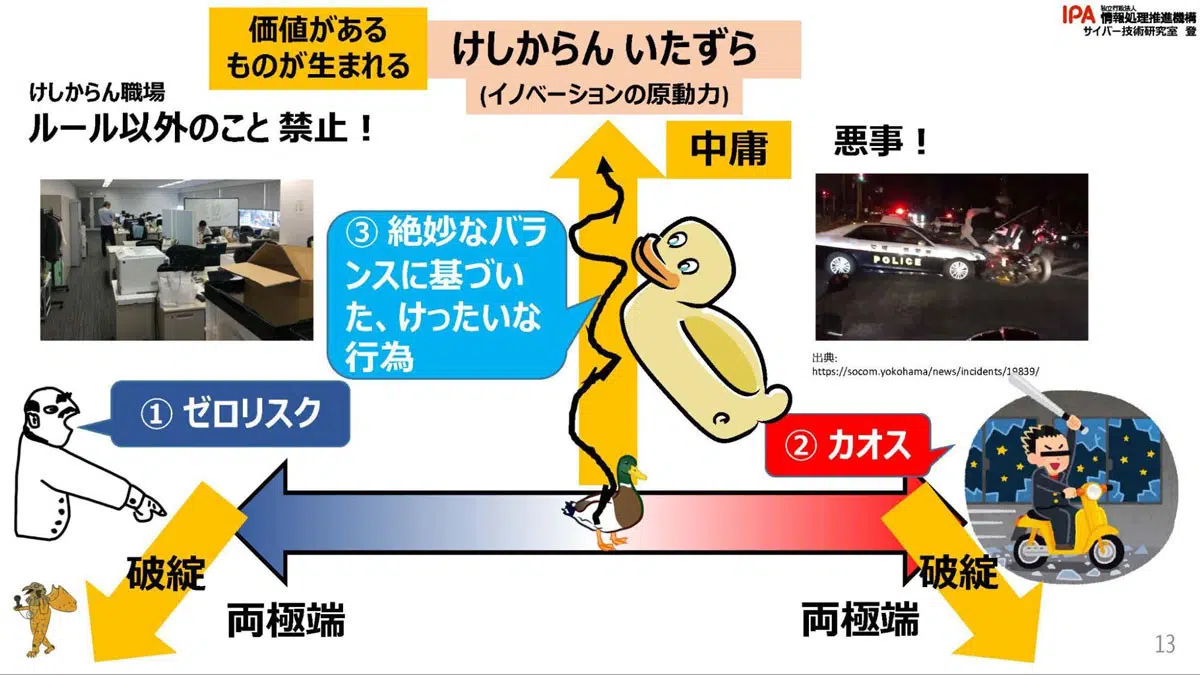 IPA 独立行政法人
情報処理推進機構
サイバー技術研究室 登
価値がある
ものが生まれる
けしからん いたずら
(イノベーションの原動力)
けしからん職場
ルール以外のこと 禁止！
中庸
悪事！
③ 絶妙なバラ
ンスに基づい
た、けったいな
行為
POLICE
出典:
https://socom.yokohama/news/incidents/19839/
① ゼロリスク
② カオス
破綻
両極端
破綻
両極端
13